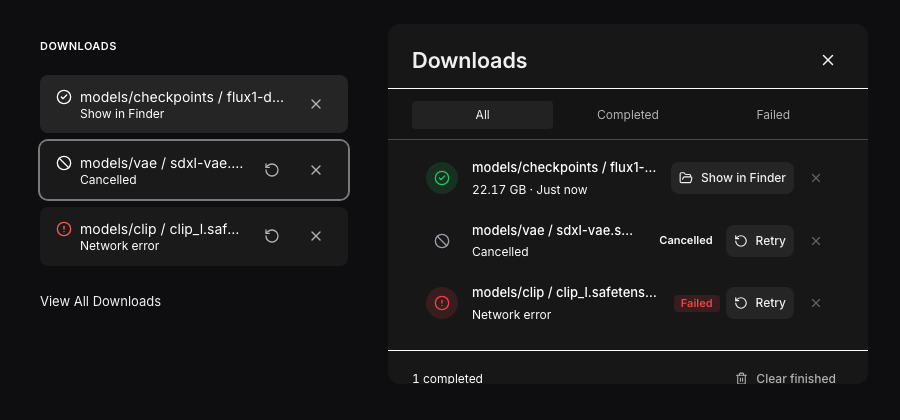 DOWNLOADS
models/checkpoints / flux1-d...
Show in Finder
models/vae / sdxl-vae....
Cancelled
models/clip / clip_l.saf...
Network error
View All Downloads
Downloads
All
Completed
Failed
models/checkpoints / flux1-...
22.17 GB · Just now
Show in Finder
models/vae / sdxl-vae.s...
Cancelled
Cancelled
Retry
models/clip / clip_l.safetens...
Network error
Failed
Retry
1 completed
Clear finished